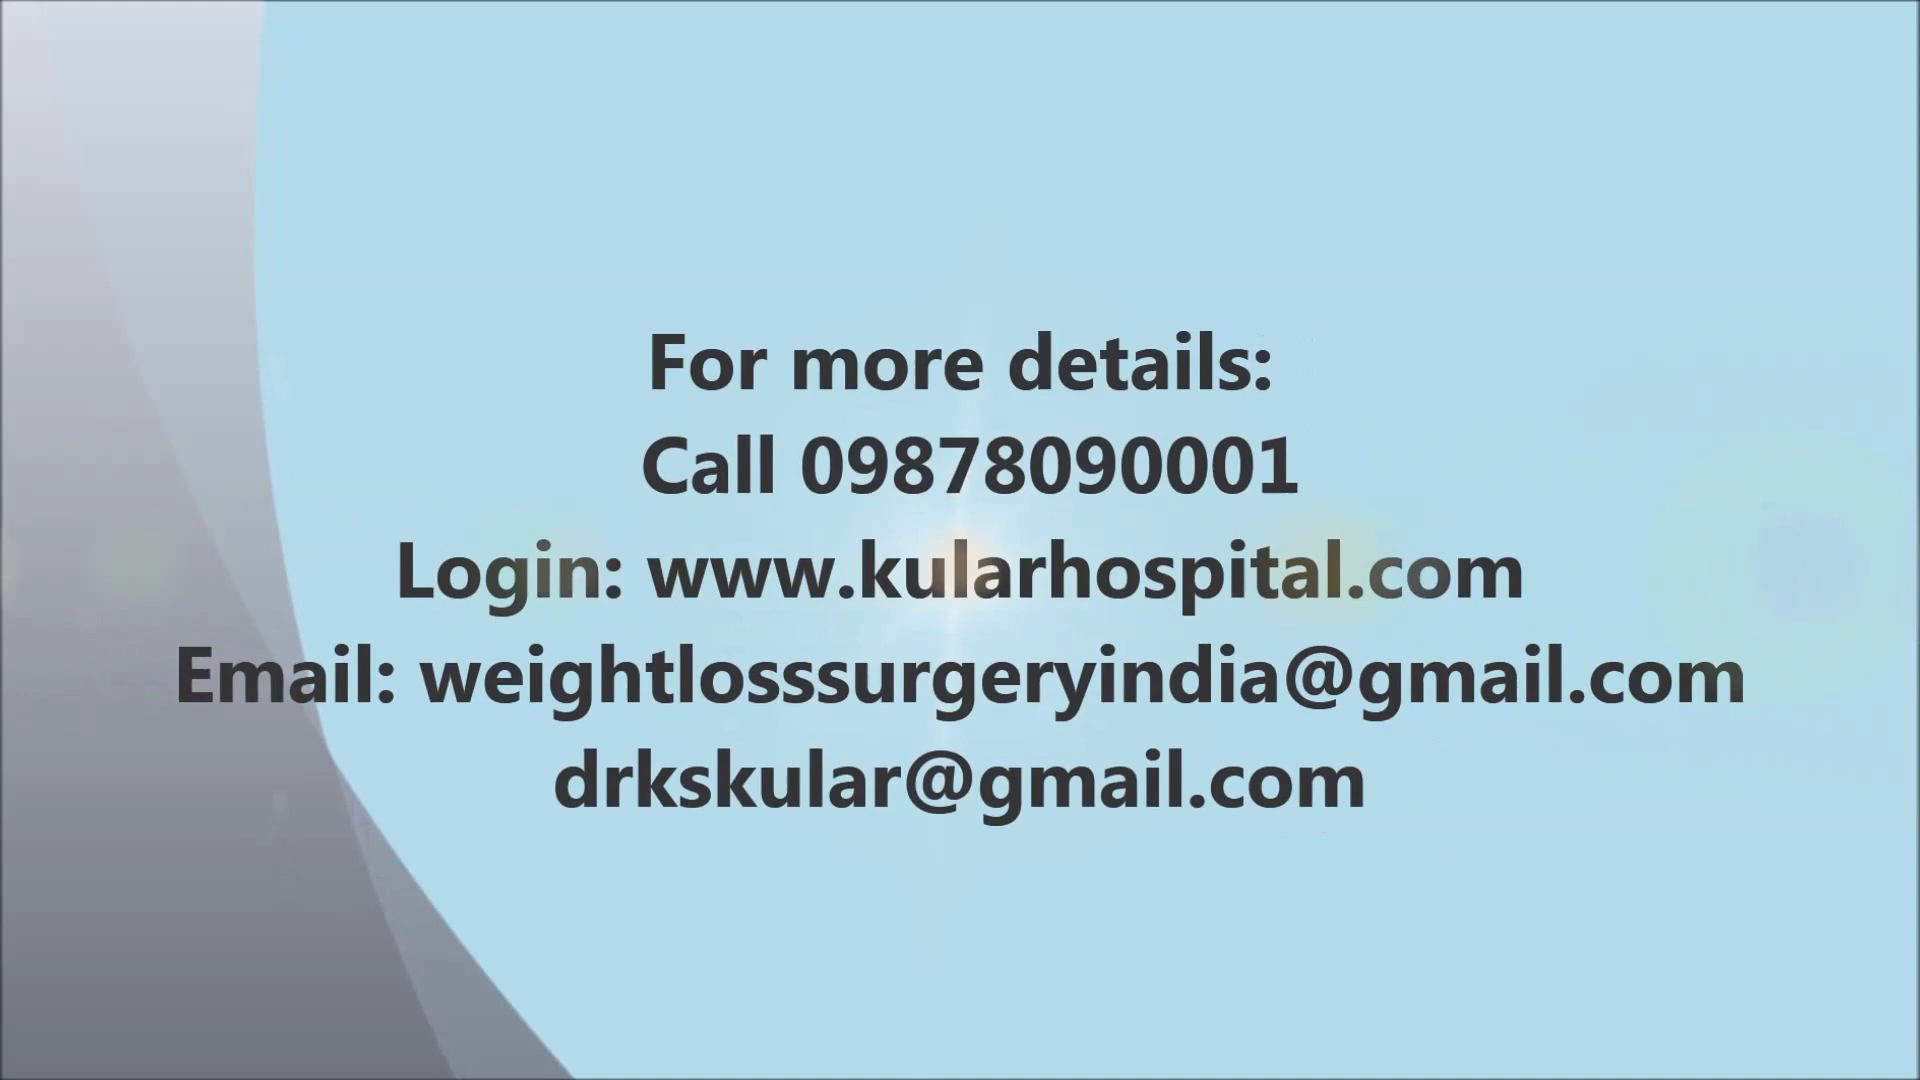 For more details:
Call 09878090001
Login: www.kularhospital.com
Email: weightlosssurgeryindia@gmail.com
drkskular@gmail.com